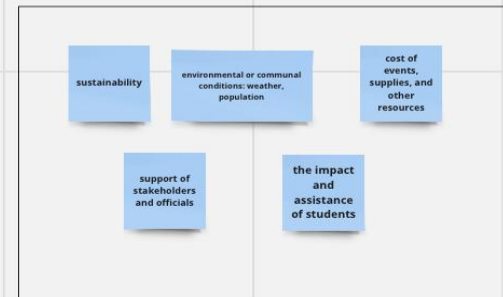 sustainability
environmental or communal
conditions: weather,
population
cost of
events,
supplies, and
other
resources
support of
stakeholders
and officials
the impact
and
assistance
of students